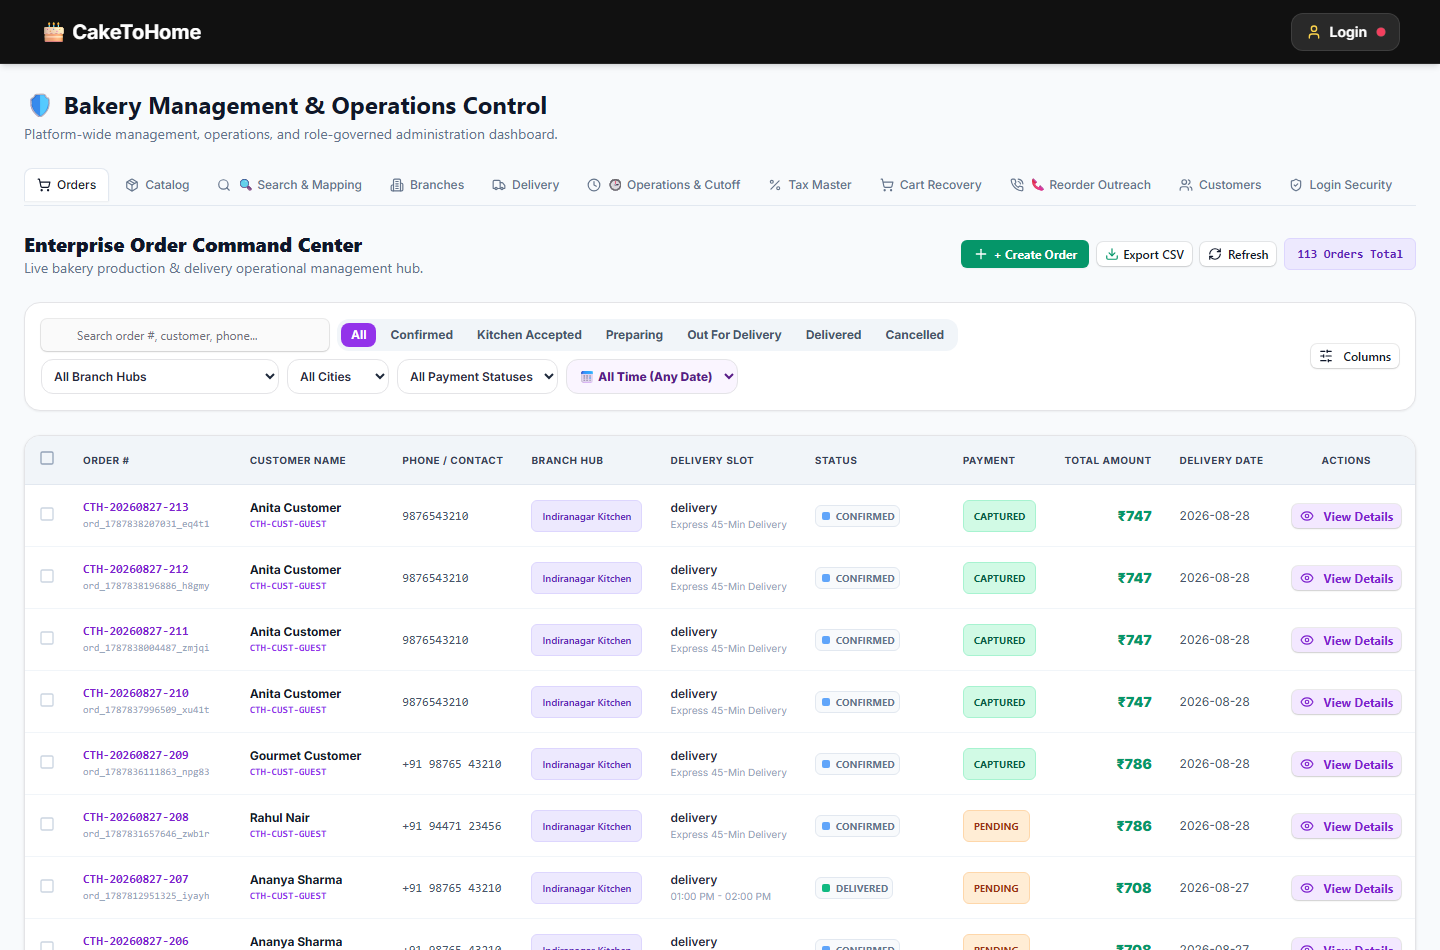 CakeToHome
Login
Bakery Management & Operations Control
Platform-wide management, operations, and role-governed administration dashboard.
Orders Catalog Search & Mapping Branches Delivery Operations & Cutoff Tax Master Cart Recovery Reorder Outreach Customers Login Security
Enterprise Order Command Center
Live bakery production & delivery operational management hub.
+ Create Order Export CSV Refresh 113 Orders Total
Search order #, customer, phone... All Confirmed Kitchen Accepted Preparing Out For Delivery Delivered Cancelled
Columns
All Branch Hubs All Cities All Payment Statuses All Time (Any Date)
ORDER # CUSTOMER NAME PHONE / CONTACT BRANCH HUB DELIVERY SLOT STATUS PAYMENT TOTAL AMOUNT DELIVERY DATE ACTIONS
CTH-20260827-213 Anita Customer 9876543210 Indiranagar Kitchen delivery CONFIRMED CAPTURED ₹747 2026-08-28 View Details
ord_1787838207031_eq4t1 CTH-CUST-GUEST Express 45-Min Delivery
CTH-20260827-212 Anita Customer 9876543210 Indiranagar Kitchen delivery CONFIRMED CAPTURED ₹747 2026-08-28 View Details
ord_1787838196886_h8gmy CTH-CUST-GUEST Express 45-Min Delivery
CTH-20260827-211 Anita Customer 9876543210 Indiranagar Kitchen delivery CONFIRMED CAPTURED ₹747 2026-08-28 View Details
ord_1787838004487_zmjqi CTH-CUST-GUEST Express 45-Min Delivery
CTH-20260827-210 Anita Customer 9876543210 Indiranagar Kitchen delivery CONFIRMED CAPTURED ₹747 2026-08-28 View Details
ord_1787837996509_xu41t CTH-CUST-GUEST Express 45-Min Delivery
CTH-20260827-209 Gourmet Customer +91 98765 43210 Indiranagar Kitchen delivery CONFIRMED CAPTURED ₹786 2026-08-28 View Details
ord_1787836111863_npg83 CTH-CUST-GUEST Express 45-Min Delivery
CTH-20260827-208 Rahul Nair +91 94471 23456 Indiranagar Kitchen delivery CONFIRMED PENDING ₹786 2026-08-28 View Details
ord_1787831657646_zwb1r CTH-CUST-GUEST Express 45-Min Delivery
CTH-20260827-207 Ananya Sharma +91 98765 43210 Indiranagar Kitchen delivery DELIVERED PENDING ₹708 2026-08-27 View Details
ord_1787812951325_iyayh CTH-CUST-GUEST 01:00 PM - 02:00 PM
CTH-20260827-206 Ananya Sharma +91 98765 43210 Indiranagar Kitchen delivery CONFIRMED PENDING ₹708 2026-08-27 View Details